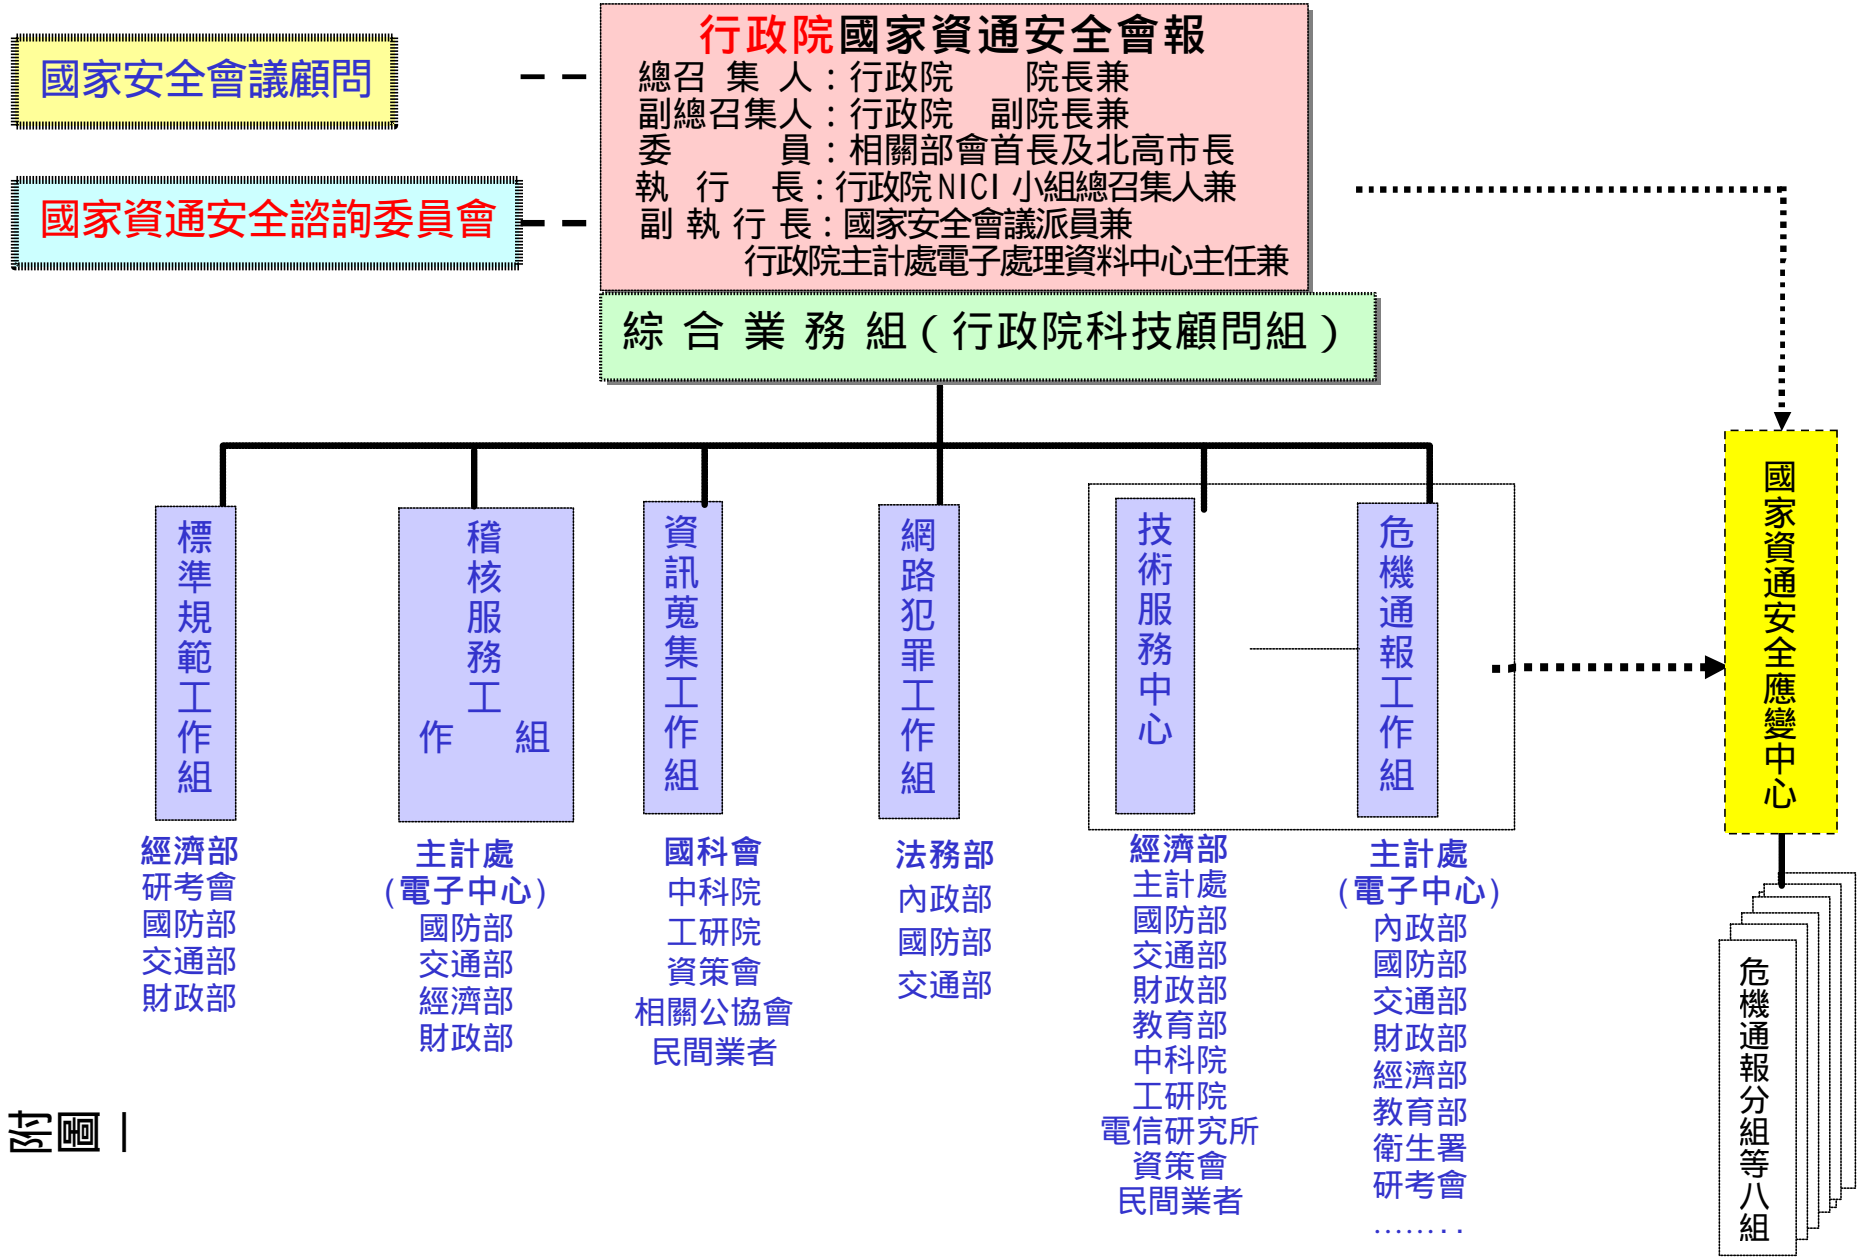 國家安全會議顧問
國家資通安全諮詢委員會
行政院國家資通安全會報
總召 集 人：行政院　　院長兼
副總召集人：行政院　副院長兼
委　　　員：相關部會首長及北高市長
執 行 長：行政院NICI 小組總召集人兼
副 執 行 長：國家安全會議派員兼
行政院主計處電子處理資料中心主任兼
綜 合 業 務 組（行政院科技顧問組）
標準規範工作組
經濟部
研考會
國防部
交通部
財政部
稽核服務工
作　組
主計處
(電子中心)
國防部
交通部
經濟部
財政部
資訊蒐集工作組
國科會
中科院
工研院
資策會
相關公協會
民間業者
網路犯罪工作組
法務部
內政部
國防部
交通部
技術服務中心
經濟部
主計處
國防部
交通部
財政部
教育部
中科院
工研院
電信研究所
資策會
民間業者
危機通報工作組
主計處
(電子中心)
內政部
國防部
交通部
財政部
經濟部
教育部
衛生署
研考會
……..
國家資通安全應變中心
危機通報分組等八組
附圖一